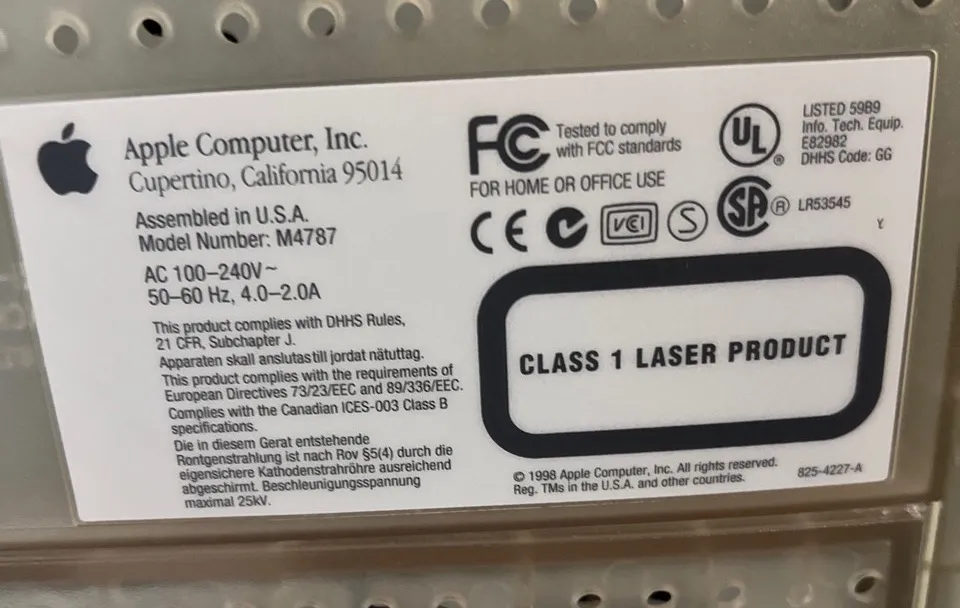 Apple Computer, Inc.
Cupertino, California 95014
Assembled in U.S.A.
Model Number: M4787
AC 100–240V~
50–60 Hz, 4.0–2.0A
This product complies with DHHS Rules,
21 CFR, Subchapter J.
Apparaten skall anslutas till jordat nätuttag.
This product complies with the requirements of
European Directives 73/23/EEC and 89/336/EEC.
Complies with the Canadian ICES-003 Class B
specifications.
Die in diesem Gerat entstehende
Rontgenstrahlung ist nach Rov §5(4) durch die
eigensichere Kathodenstrahröhre ausreichend
abgeschirmt. Beschleunigungsspannung
maximal 25kV.
FC
Tested to comply
with FCC standards
FOR HOME OR OFFICE USE
CE
VCI
S
UL®
LISTED 59B9
Info. Tech. Equip.
E82982
DHHS Code: GG
SA® LR53545
Y
CLASS 1 LASER PRODUCT
© 1998 Apple Computer, Inc. All rights reserved.
Reg. TMs in the U.S.A. and other countries.
825-4227-A